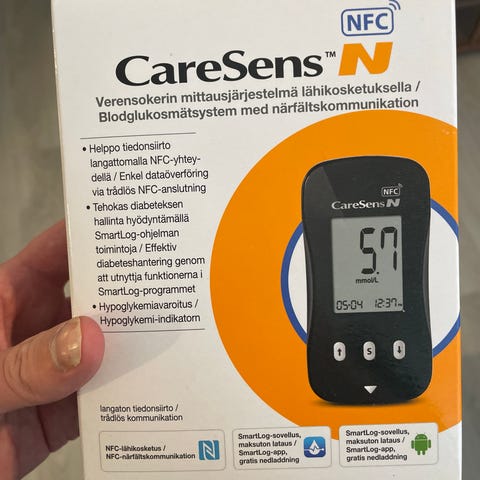 NFC
CareSens™ N
Verensokerin mittausjärjestelmä lähikosketuksella /
Blodglukosmätsystem med närfältskommunikation
• Helppo tiedonsiirto
langattomalla NFC-yhtey-
dellä / Enkel dataöverföring
via trådlös NFC-anslutning
• Tehokas diabeteksen
hallinta hyödyntämällä
SmartLog-ohjelman
toimintoja / Effektiv
diabeteshantering genom
att utnyttja funktionerna i
SmartLog-programmet
• Hypoglykemiavaroitus /
Hypoglykemi-indikatorn
NFC
CareSens N
5.7
mmol/L
05-04 12:37
S
langaton tiedonsiirto /
trådlös kommunikation
NFC-lähikosketus /
NFC-närfältskommunikation
SmartLog-sovellus,
maksuton lataus /
SmartLog-app,
gratis nedladdning
SmartLog-sovellus,
maksuton lataus /
SmartLog-app,
gratis nedladdning